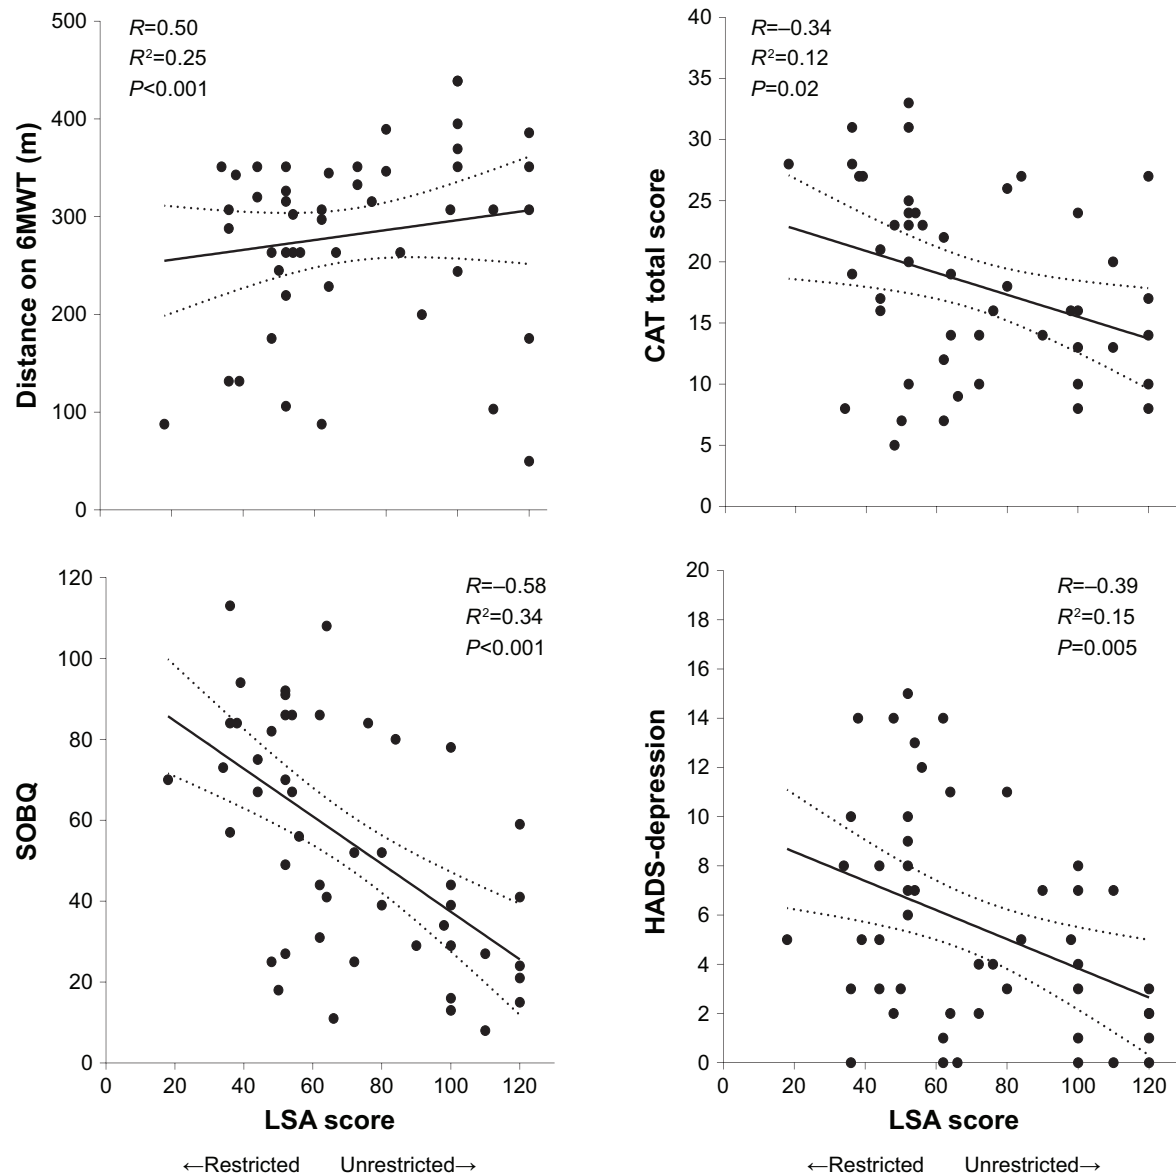 R=0.50
R²=0.25
P<0.001
500
400
300
200
100
0
Distance on 6MWT (m)
R=–0.34
R²=0.12
P=0.02
40
35
30
25
20
15
10
5
0
CAT total score
R=–0.58
R²=0.34
P<0.001
120
100
80
60
40
20
0
SOBQ
0 20 40 60 80 100 120
LSA score
←Restricted Unrestricted→
R=–0.39
R²=0.15
P=0.005
20
18
16
14
12
10
8
6
4
2
0
HADS-depression
0 20 40 60 80 100 120
LSA score
←Restricted Unrestricted→